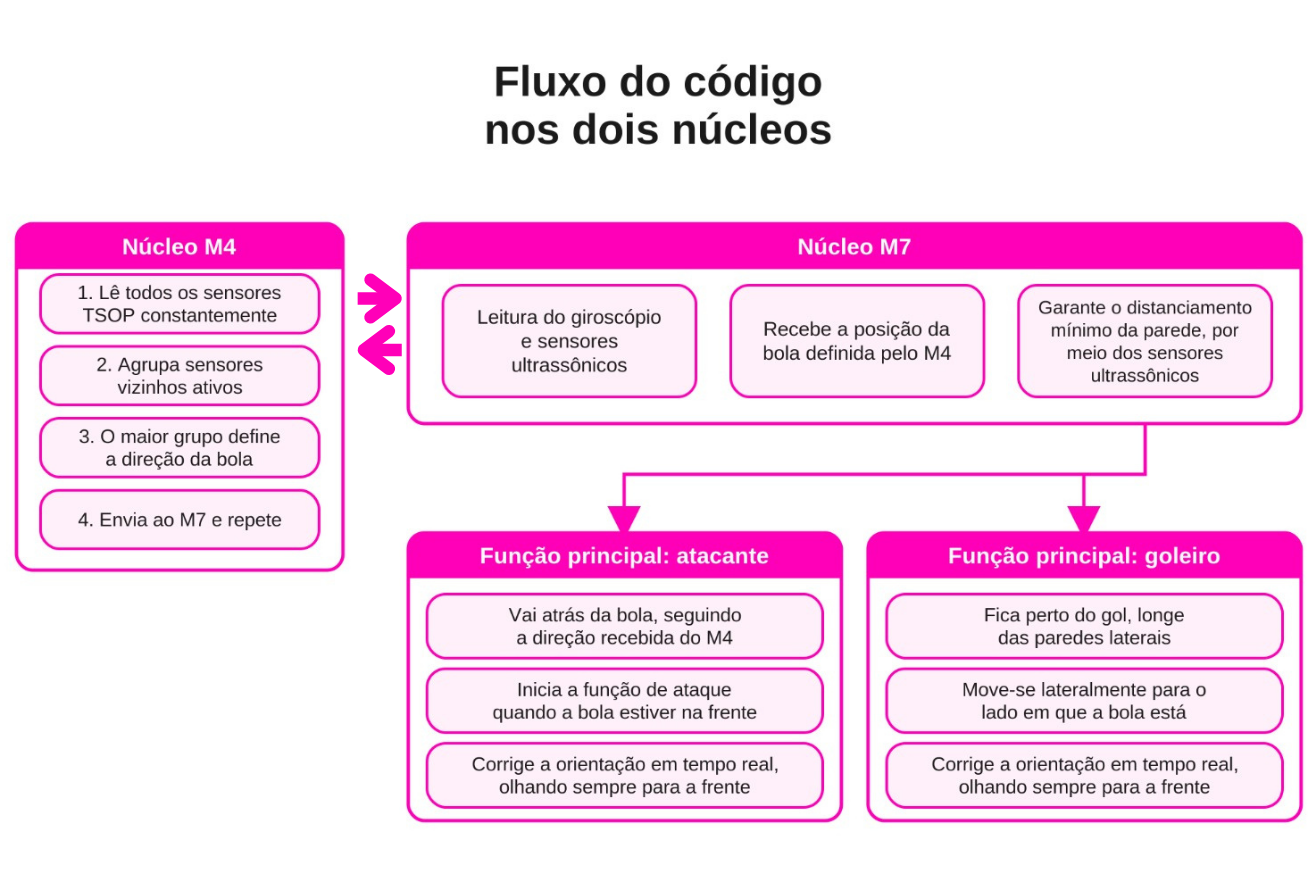 Fluxo do código
nos dois núcleos
Núcleo M4
1. Lê todos os sensores
TSOP constantemente
2. Agrupa sensores
vizinhos ativos
3. O maior grupo define
a direção da bola
4. Envia ao M7 e repete
Núcleo M7
Leitura do giroscópio
e sensores
ultrassônicos
Recebe a posição da
bola definida pelo M4
Garante o distanciamento
mínimo da parede, por
meio dos sensores
ultrassônicos
Função principal: atacante
Vai atrás da bola, seguindo
a direção recebida do M4
Inicia a função de ataque
quando a bola estiver na frente
Corrige a orientação em tempo real,
olhando sempre para a frente
Função principal: goleiro
Fica perto do gol, longe
das paredes laterais
Move-se lateralmente para o
lado em que a bola está
Corrige a orientação em tempo real,
olhando sempre para a frente